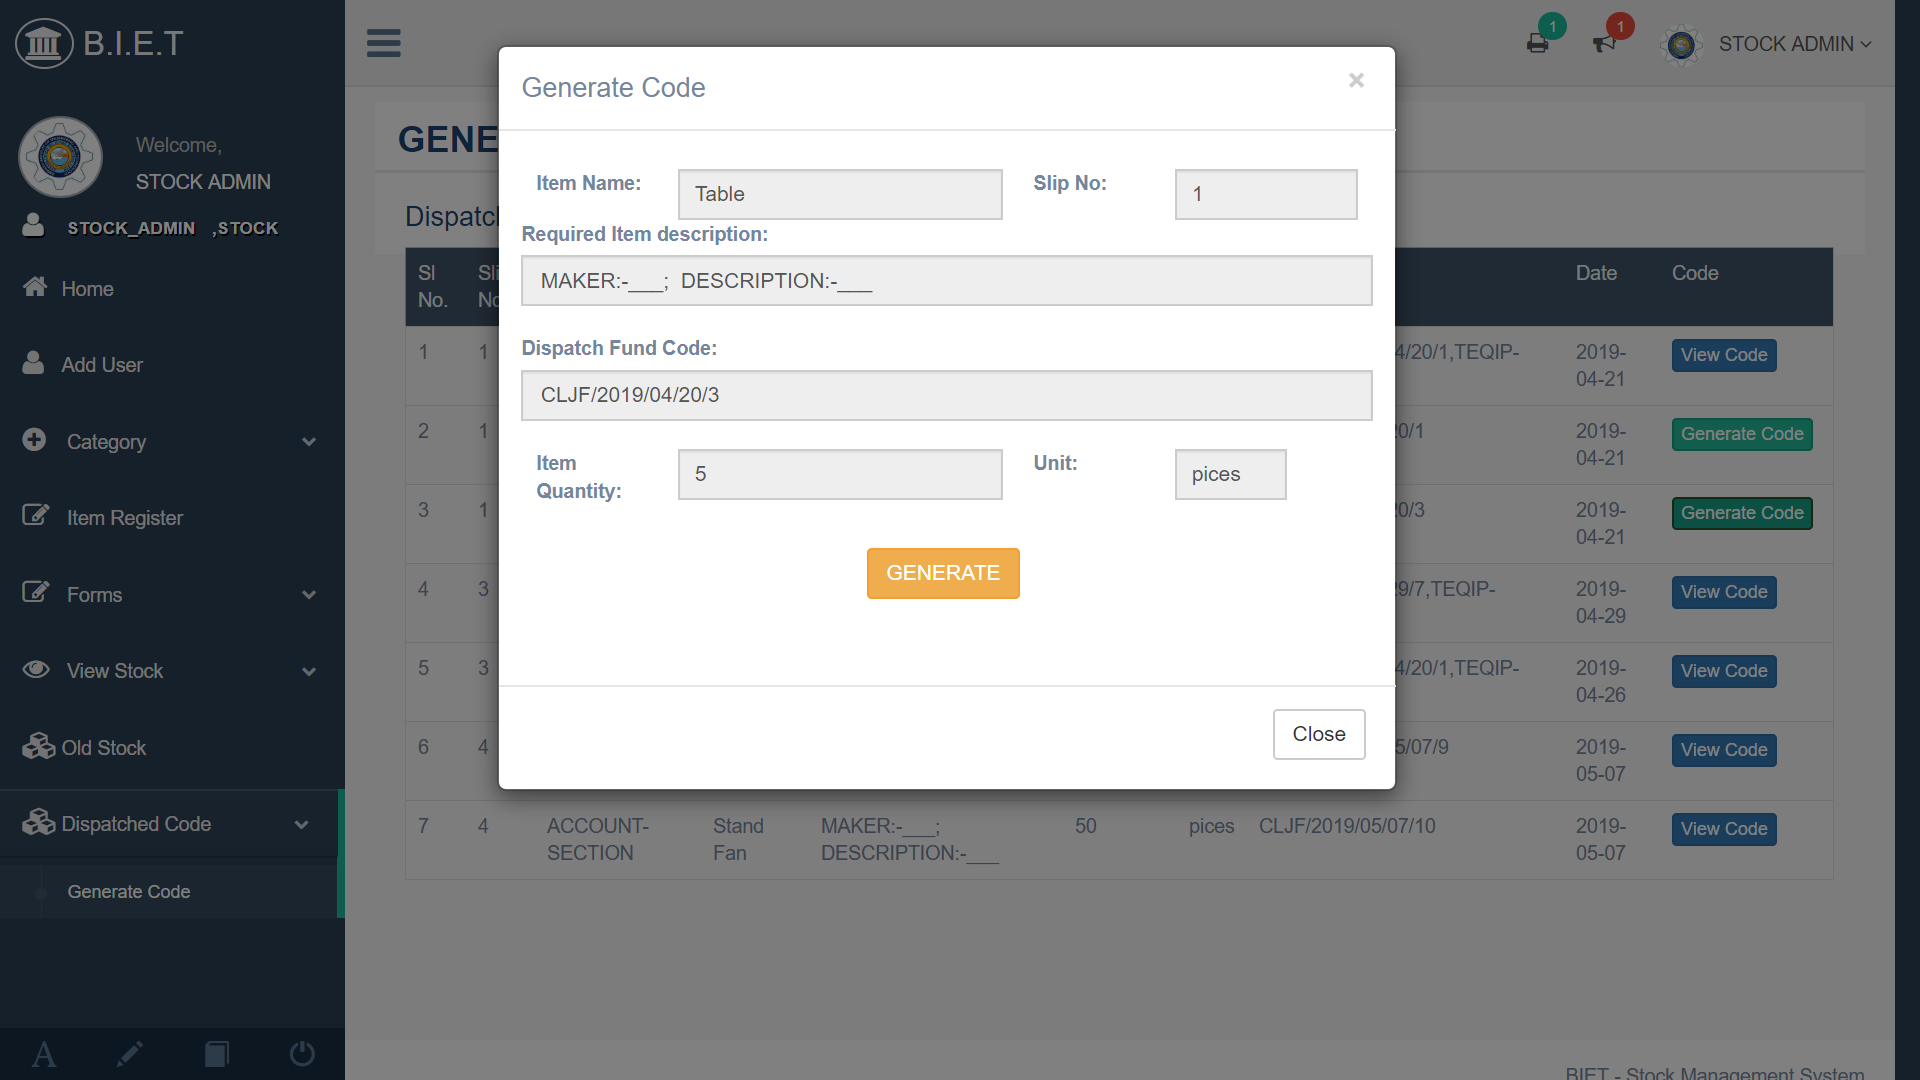 B.I.E.T
Welcome,
STOCK ADMIN
STOCK_ADMIN ,STOCK
Home
Add User
Category
Item Register
Forms
View Stock
Old Stock
Dispatched Code
Generate Code
1
1
STOCK ADMIN
GENE
Dispatch
Generate Code
×
Item Name:
Table
Slip No:
1
Required Item description:
MAKER:-___; DESCRIPTION:-___
Dispatch Fund Code:
CLJF/2019/04/20/3
Item
Quantity:
5
Unit:
pices
GENERATE
Close
Sl
No.
Date
Code
1
1
4/20/1,TEQIP-
2019-
04-21
View Code
2
1
20/1
2019-
04-21
Generate Code
3
1
20/3
2019-
04-21
Generate Code
4
3
29/7,TEQIP-
2019-
04-29
View Code
5
3
4/20/1,TEQIP-
2019-
04-26
View Code
6
4
5/07/9
2019-
05-07
View Code
7
4
ACCOUNT-
SECTION
Stand
Fan
MAKER:-___;
DESCRIPTION:-___
50
pices
CLJF/2019/05/07/10
2019-
05-07
View Code
BIET - Stock Management System